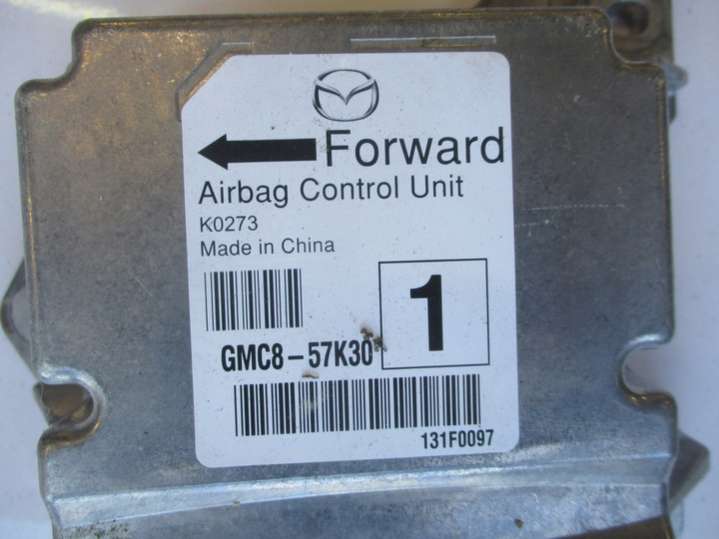 Forward
Airbag Control Unit
K0273
Made in China
1
GMC8-57K30
131F0097